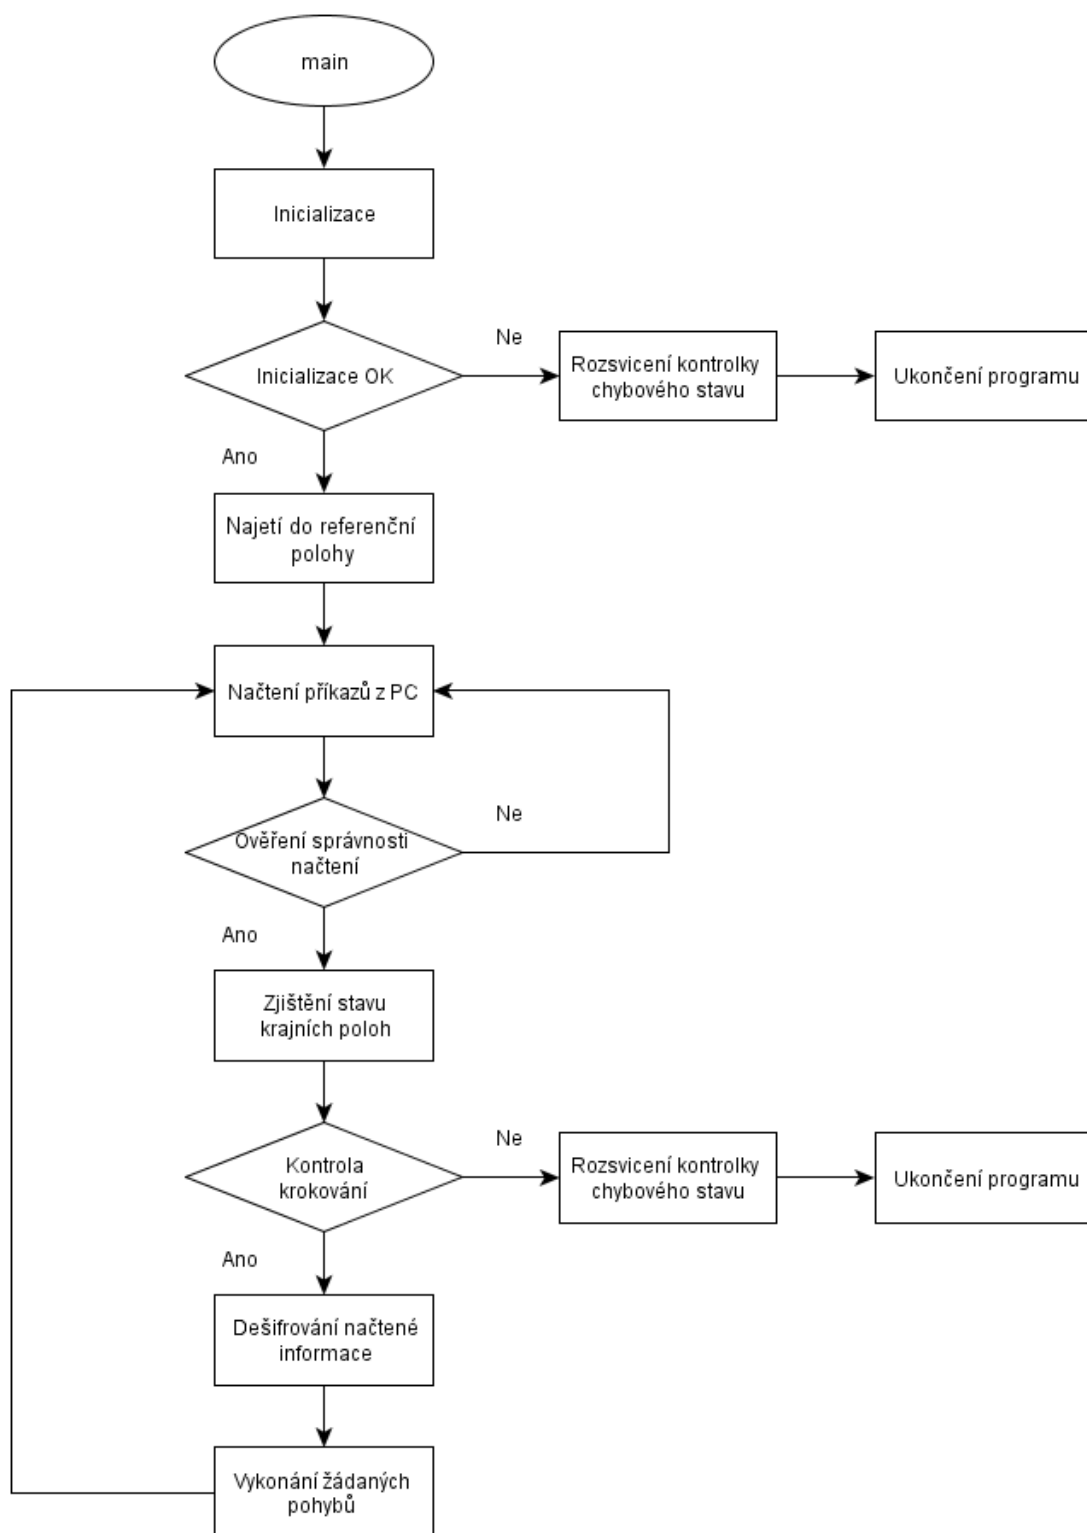 main
Inicializace
Inicializace OK
Ne
Rozsvicení kontrolky
chybového stavu
Ukončení programu
Ano
Najetí do referenční
polohy
Načtení příkazů z PC
Ověření správnosti
načtení
Ne
Ano
Zjištění stavu
krajních poloh
Kontrola
krokování
Ne
Rozsvicení kontrolky
chybového stavu
Ukončení programu
Ano
Dešifrování načtené
informace
Vykonání žádaných
pohybů